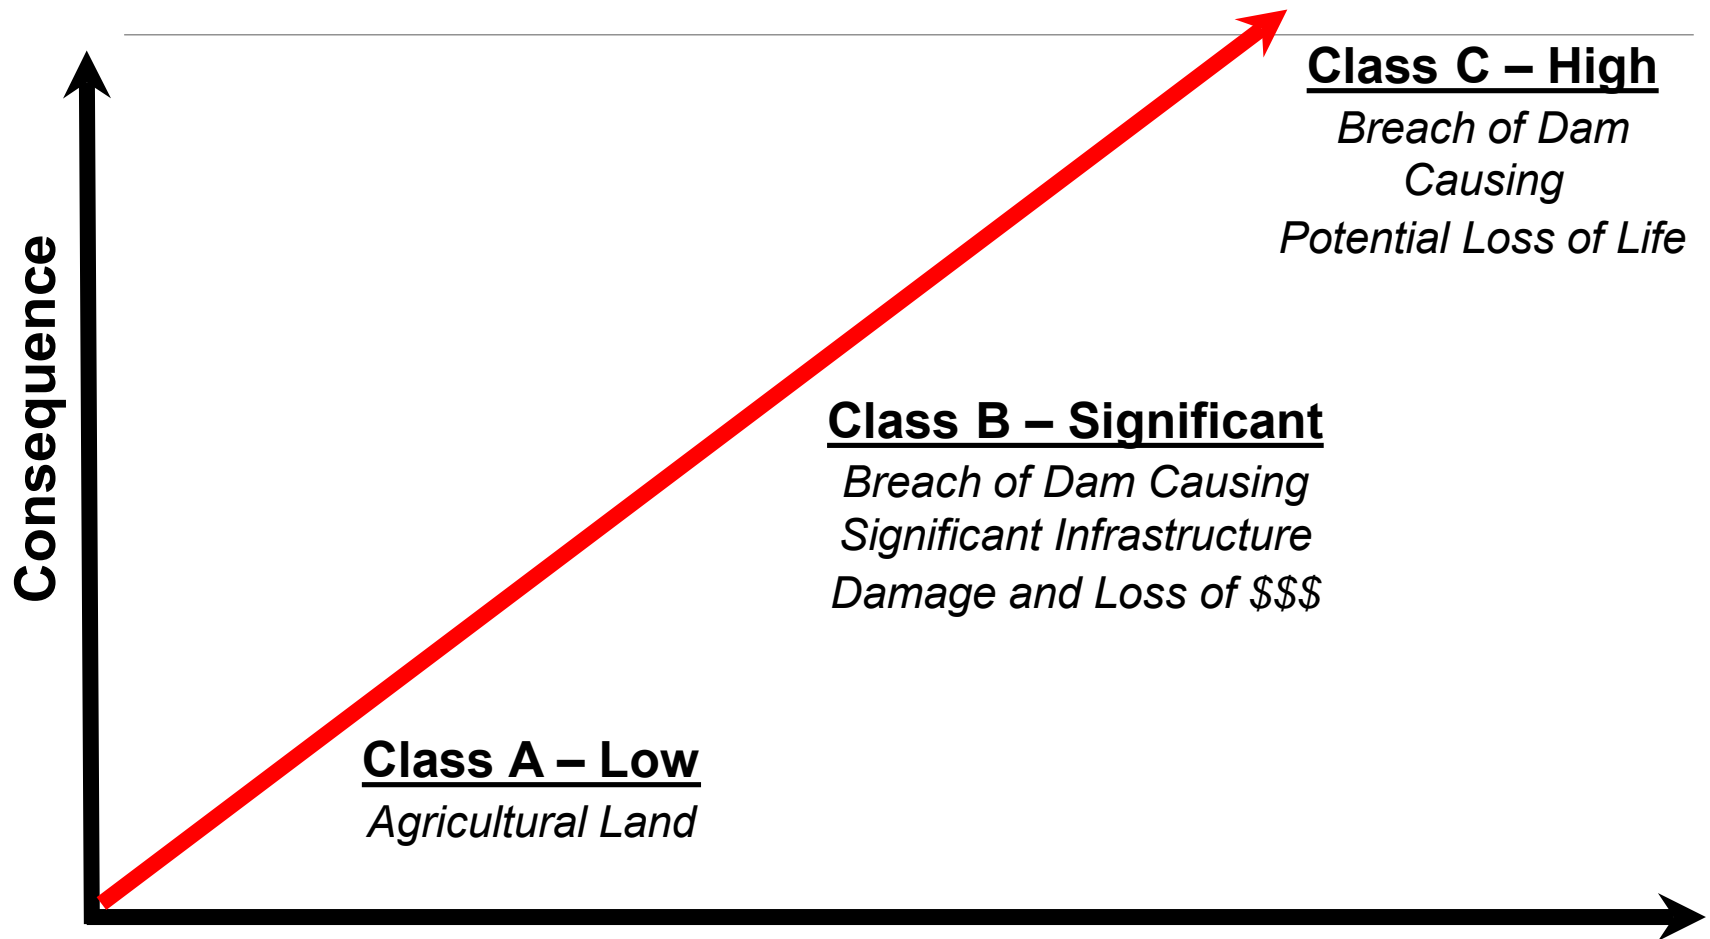 Class C – High
Breach of Dam
Causing
Potential Loss of Life
Consequence
Class B – Significant
Breach of Dam Causing
Significant Infrastructure
Damage and Loss of $$$
Class A – Low
Agricultural Land